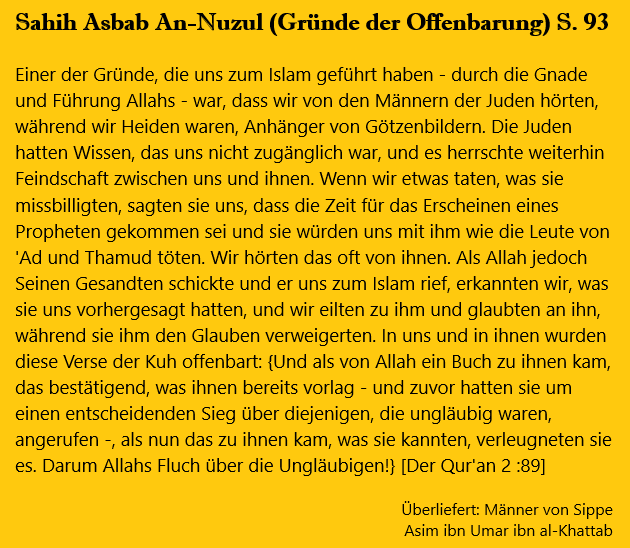 Sahih Asbab An-Nuzul (Gründe der Offenbarung) S. 93
Einer der Gründe, die uns zum Islam geführt haben - durch die Gnade
und Führung Allahs - war, dass wir von den Männern der Juden hörten,
während wir Heiden waren, Anhänger von Götzenbildern. Die Juden
hatten Wissen, das uns nicht zugänglich war, und es herrschte weiterhin
Feindschaft zwischen uns und ihnen. Wenn wir etwas taten, was sie
missbilligten, sagten sie uns, dass die Zeit für das Erscheinen eines
Propheten gekommen sei und sie würden uns mit ihm wie die Leute von
'Ad und Thamud töten. Wir hörten das oft von ihnen. Als Allah jedoch
Seinen Gesandten schickte und er uns zum Islam rief, erkannten wir, was
sie uns vorhergesagt hatten, und wir eilten zu ihm und glaubten an ihn,
während sie ihm den Glauben verweigerten. In uns und in ihnen wurden
diese Verse der Kuh offenbart: {Und als von Allah ein Buch zu ihnen kam,
das bestätigend, was ihnen bereits vorlag - und zuvor hatten sie um
einen entscheidenden Sieg über diejenigen, die ungläubig waren,
angerufen -, als nun das zu ihnen kam, was sie kannten, verleugneten sie
es. Darum Allahs Fluch über die Ungläubigen!} [Der Qur'an 2 :89]
Überliefert: Männer von Sippe
Asim ibn Umar ibn al-Khattab